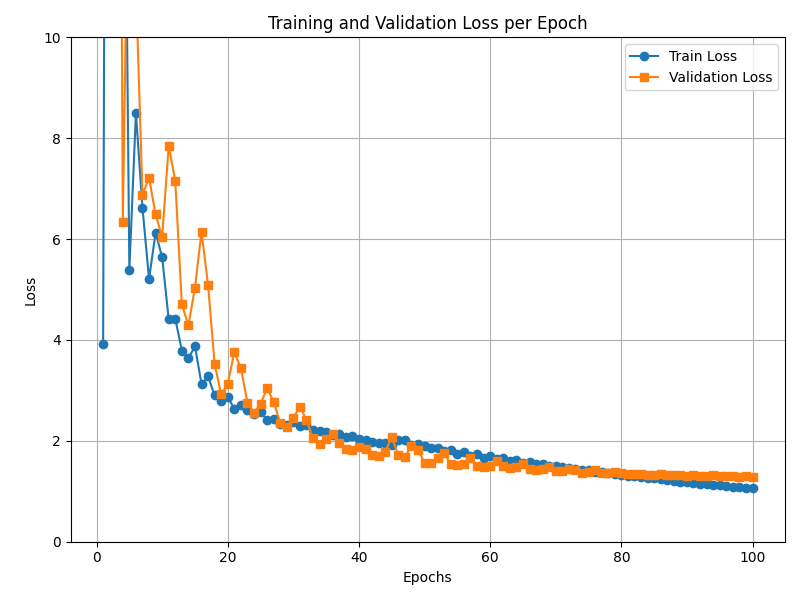 Training and Validation Loss per Epoch
Train Loss
Validation Loss
10
8
6
4
2
0
Loss
0 20 40 60 80 100
Epochs